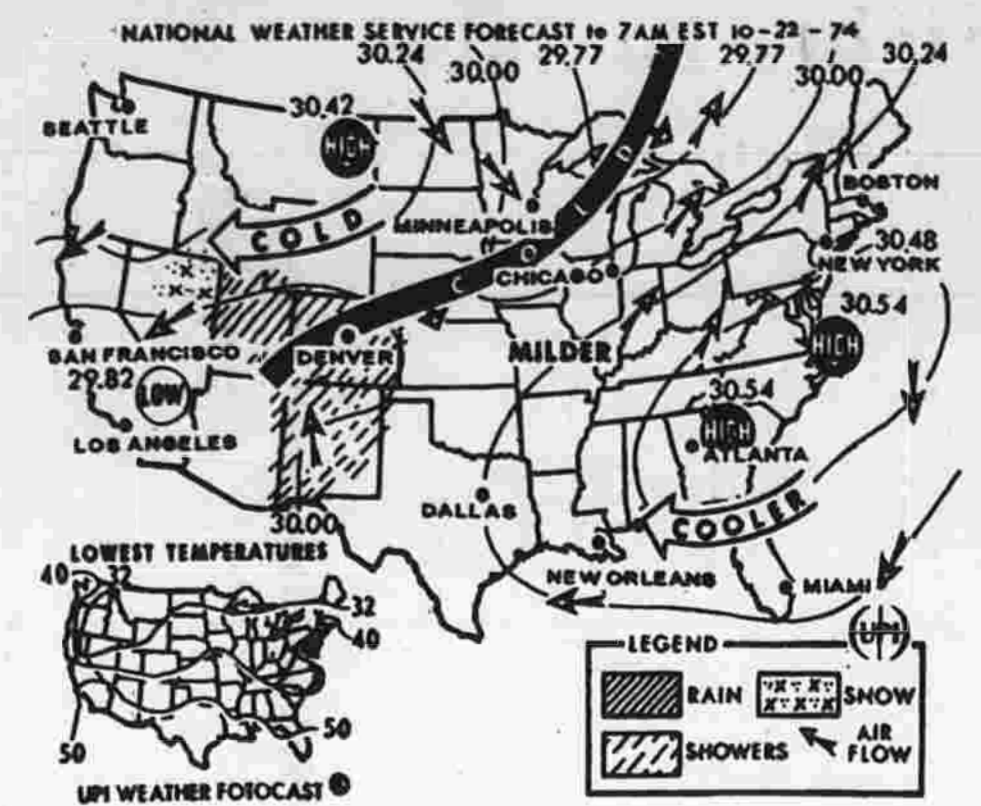 NATIONAL WEATHER SERVICE FORECAST to 7AM EST 10-22-74
30.24 30.00 29.77 29.77 30.00 30.24
30.42
HIGH
SEATTLE
BOSTON
COLD
MINNEAPOLIS
COLD
30.48
NEW YORK
CHICAGO
30.54
HIGH
SAN FRANCISCO
DENVER
MILDER
29.82
LOW
30.54
HIGH
LOS ANGELES
ATLANTA
DALLAS
COOLER
30.00
NEW ORLEANS
MIAMI
LOWEST TEMPERATURES
40 32
32
40
50
50
UPI WEATHER FOTOCAST
UPI
LEGEND
RAIN
SNOW
SHOWERS
AIR
FLOW